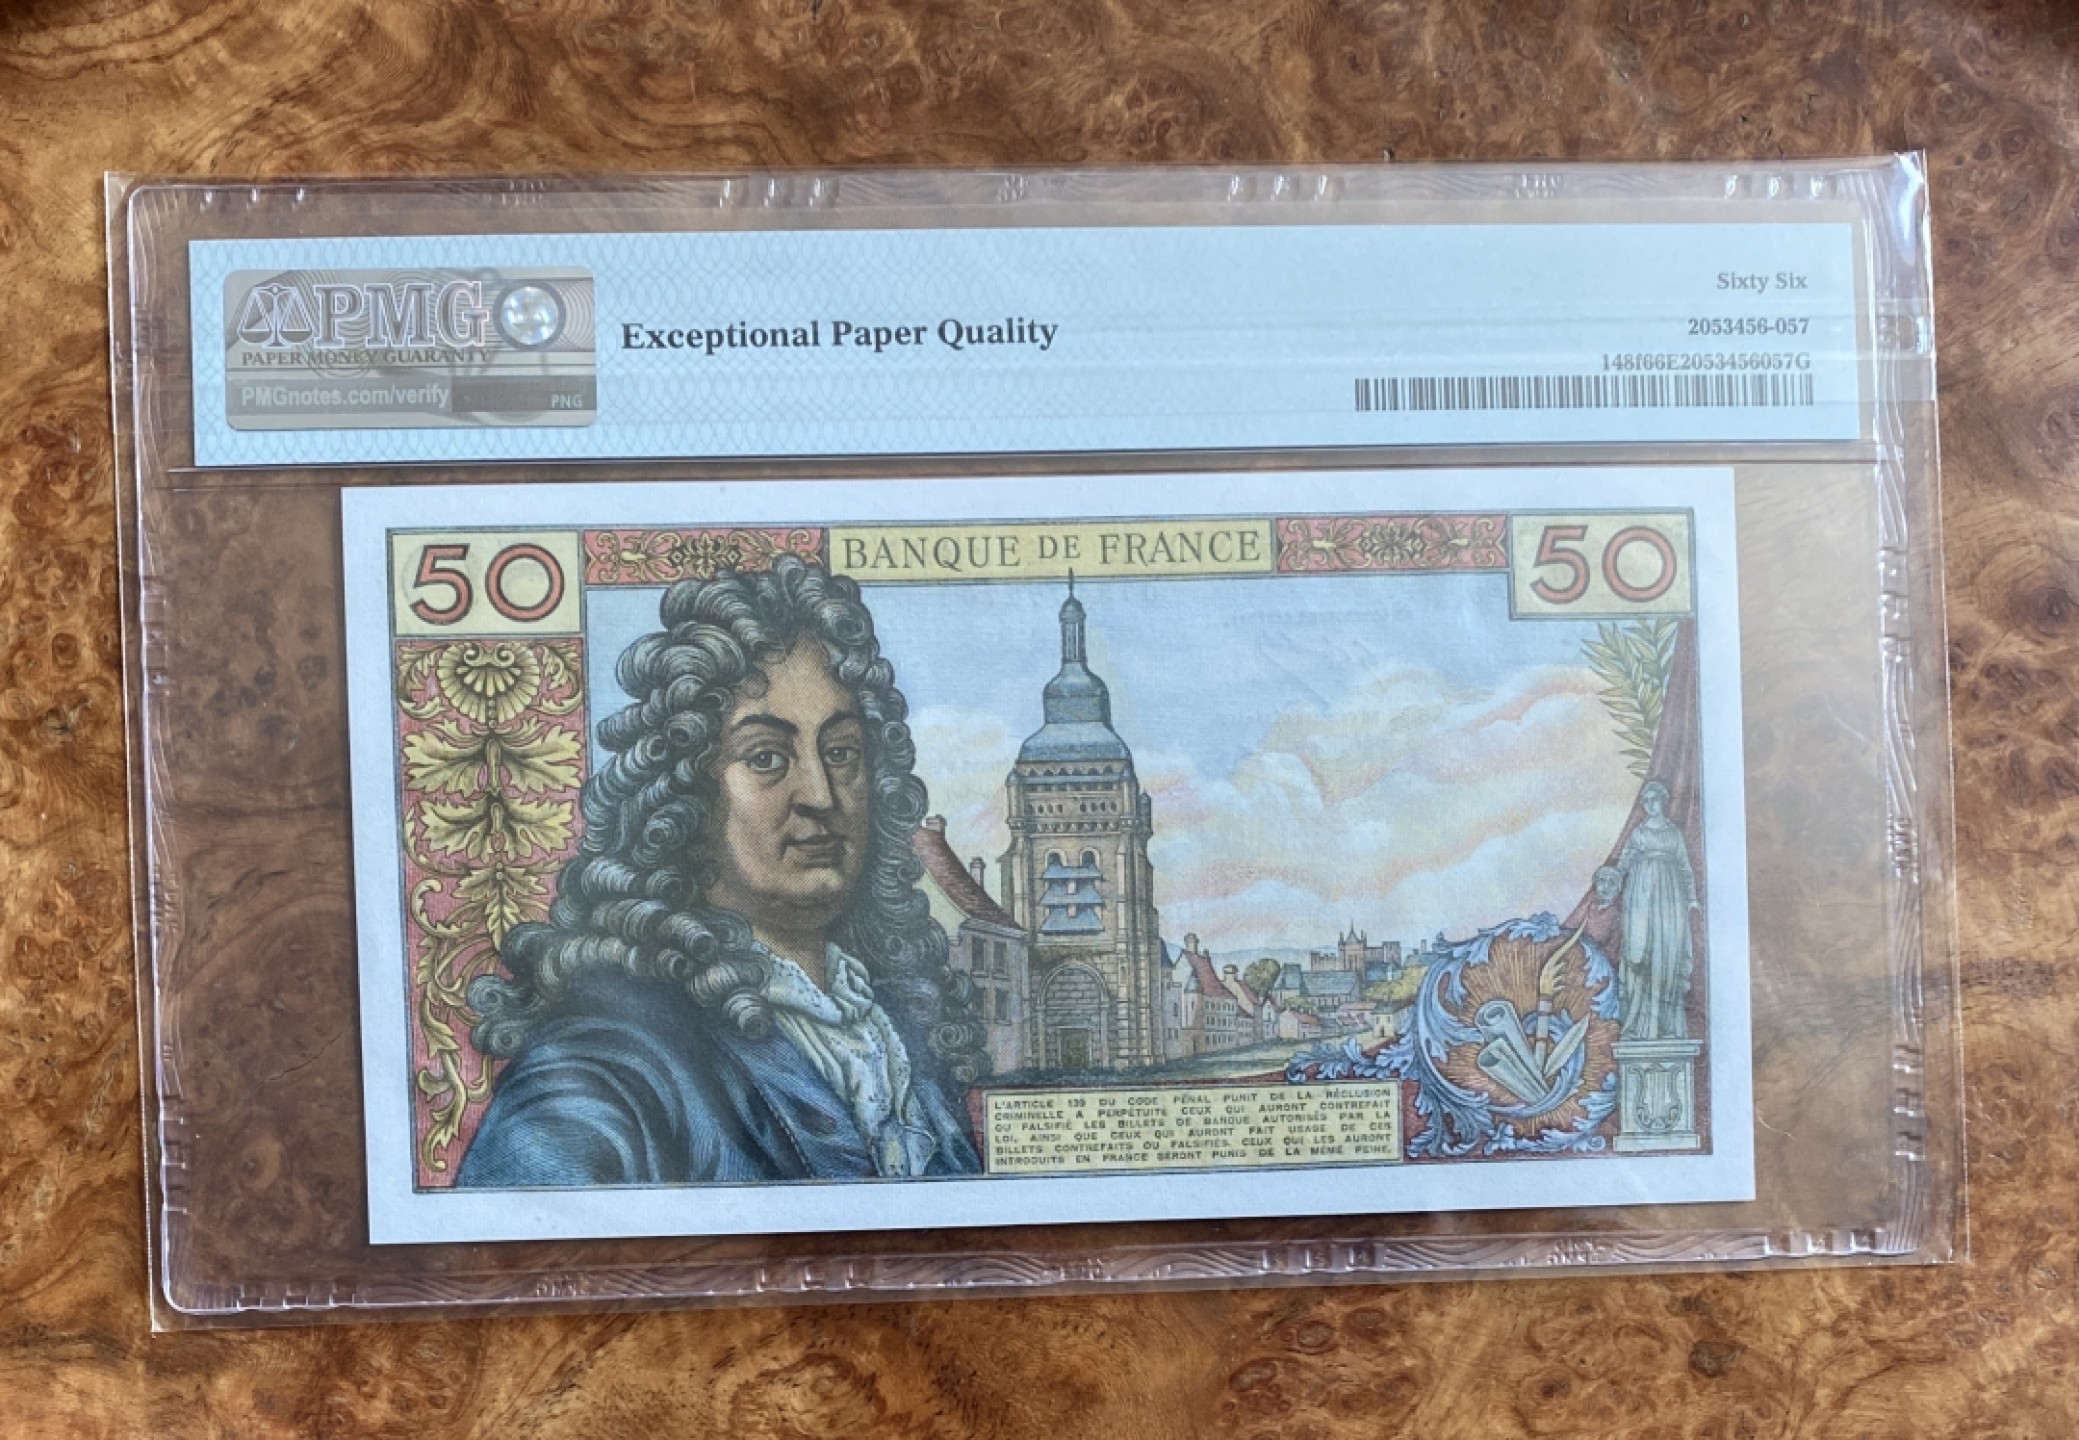 PMG
PAPER MONEY GUARANTY
PMGnotes.com/verify
PNG
Exceptional Paper Quality
Sixty Six
2053456-057
148f66E2053456057G
50
BANQUE DE FRANCE
50
L'ARTICLE 139 DU CODE PÉNAL PUNIT DE LA RÉCLUSION
CRIMINELLE A PERPÉTUITÉ CEUX QUI AURONT CONTREFAIT
OU FALSIFIÉ LES BILLETS DE BANQUE AUTORISÉS PAR LA
LOI, AINSI QUE CEUX QUI AURONT FAIT USAGE DE CES
BILLETS CONTREFAITS OU FALSIFIÉS. CEUX QUI LES AURONT
INTRODUITS EN FRANCE SERONT PUNIS DE LA MÊME PEINE.